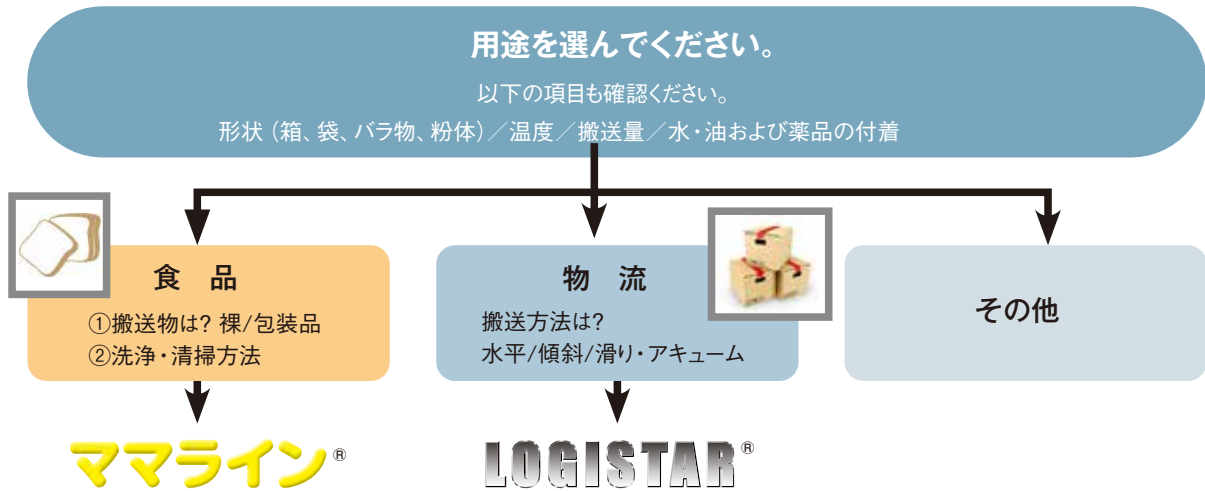 用途を選んでください。
以下の項目も確認ください。
形状（箱、袋、バラ物、粉体）／温度／搬送量／水・油および薬品の付着
食 品
①搬送物は？ 裸/包装品
②洗浄・清掃方法
物 流
搬送方法は？
水平/傾斜/滑り・アキューム
その他
ママライン®
LOGISTAR®